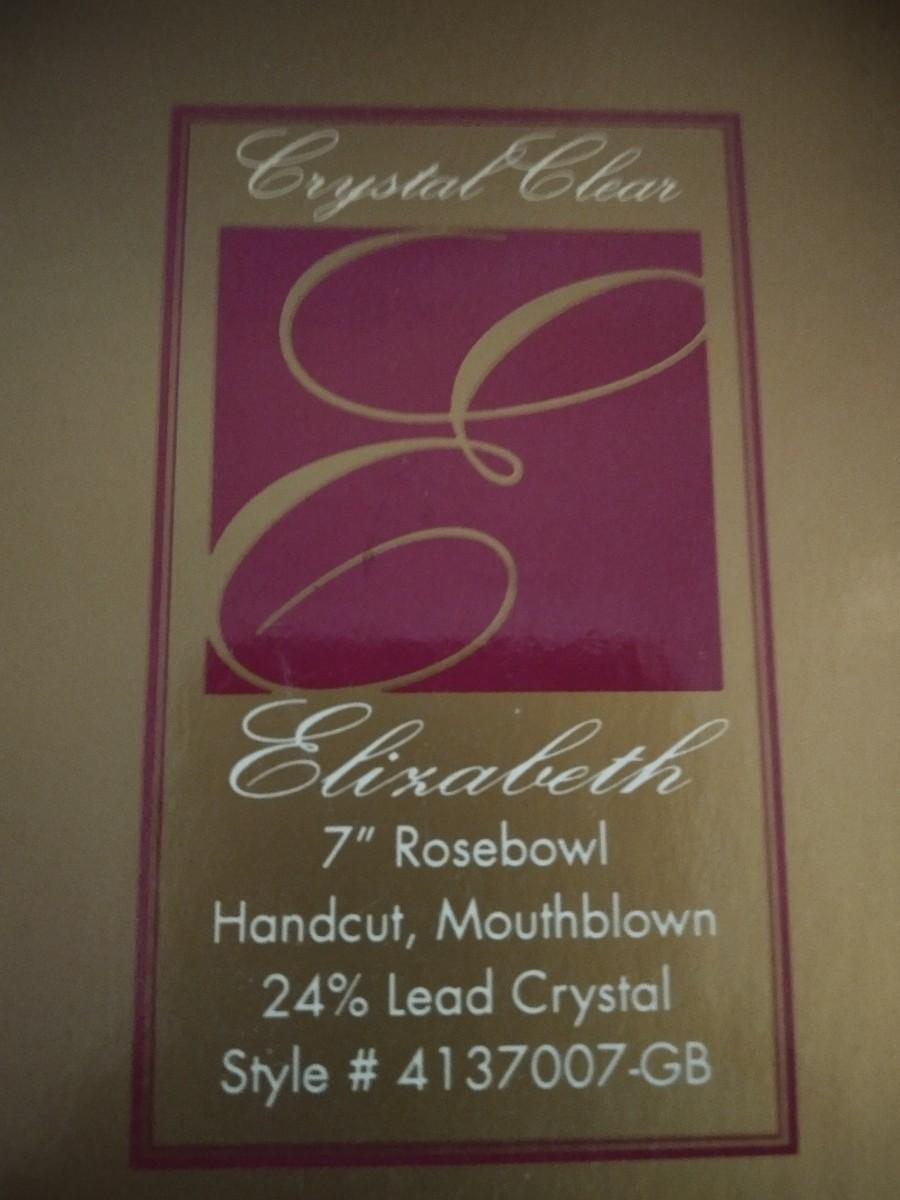 Crystal Clear
E
Elizabeth
7" Rosebowl
Handcut, Mouthblown
24% Lead Crystal
Style # 4137007-GB